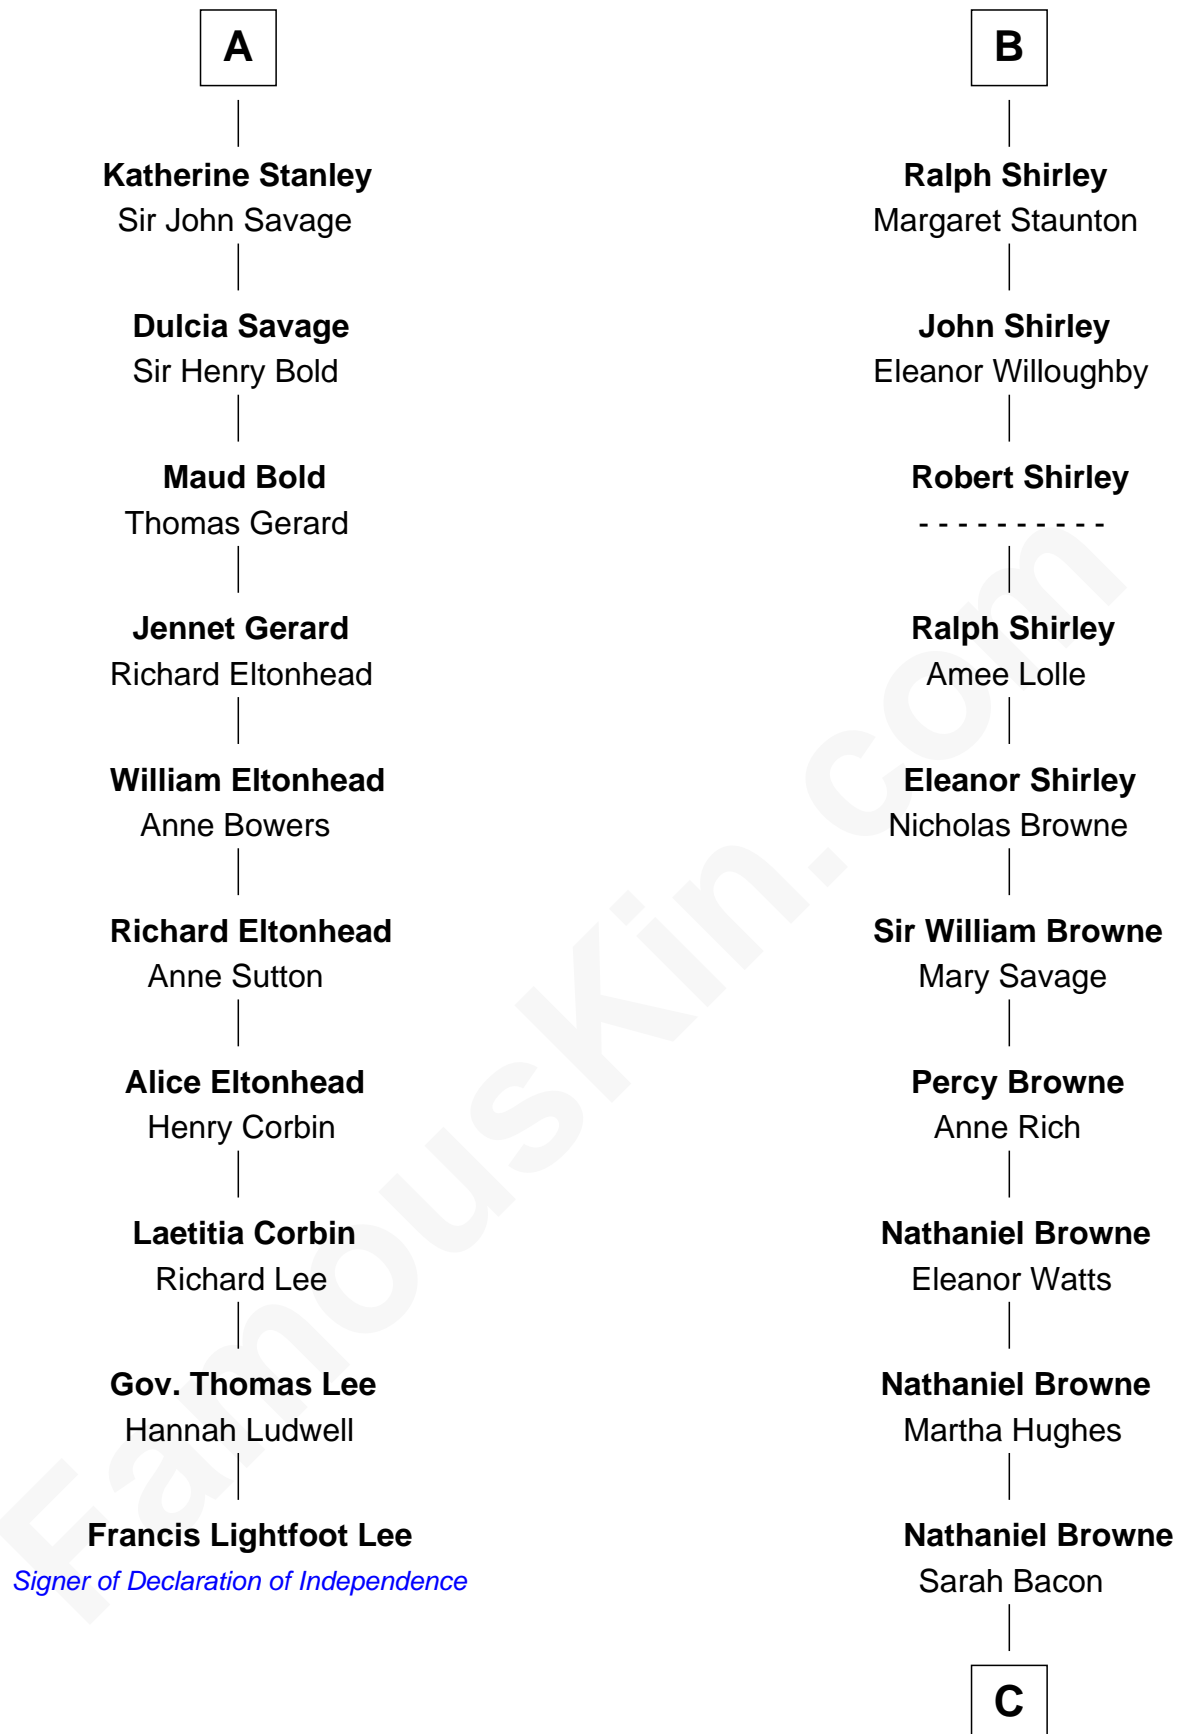 A
Katherine Stanley
Sir John Savage
Dulcia Savage
Sir Henry Bold
Maud Bold
Thomas Gerard
Jennet Gerard
Richard Eltonhead
William Eltonhead
Anne Bowers
Richard Eltonhead
Anne Sutton
Alice Eltonhead
Henry Corbin
Laetitia Corbin
Richard Lee
Gov. Thomas Lee
Hannah Ludwell
Francis Lightfoot Lee
Signer of Declaration of Independence
B
Ralph Shirley
Margaret Staunton
John Shirley
Eleanor Willoughby
Robert Shirley
- - - - - - - - - -
Ralph Shirley
Amee Lolle
Eleanor Shirley
Nicholas Browne
Sir William Browne
Mary Savage
Percy Browne
Anne Rich
Nathaniel Browne
Eleanor Watts
Nathaniel Browne
Martha Hughes
Nathaniel Browne
Sarah Bacon
C
FamousKin.com